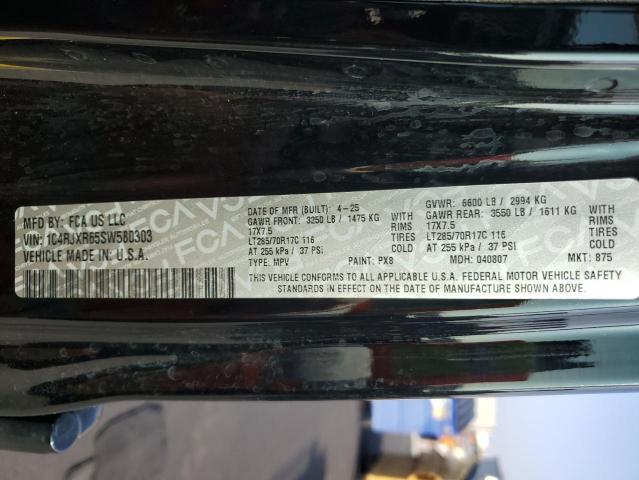 MFD BY: FCA US LLC
VIN: 1C4RJXR65SW580303
VEHICLE MADE IN: U.S.A.
DATE OF MFR (BUILT): 4-25
GAWR FRONT: 3250 LB / 1475 KG WITH
17X7.5 RIMS
LT285/70R17C 116 TIRES
AT 255 kPa / 37 PSI COLD
GVWR: 6600 LB / 2994 KG
GAWR REAR: 3550 LB / 1611 KG WITH
17X7.5 RIMS
LT285/70R17C 116 TIRES
AT 255 kPa / 37 PSI COLD
TYPE: MPV PAINT: PX8 MDH: 040807 MKT: 875
THIS VEHICLE CONFORMS TO ALL APPLICABLE U.S.A. FEDERAL MOTOR VEHICLE SAFETY
STANDARDS IN EFFECT ON THE DATE OF MANUFACTURE SHOWN ABOVE.